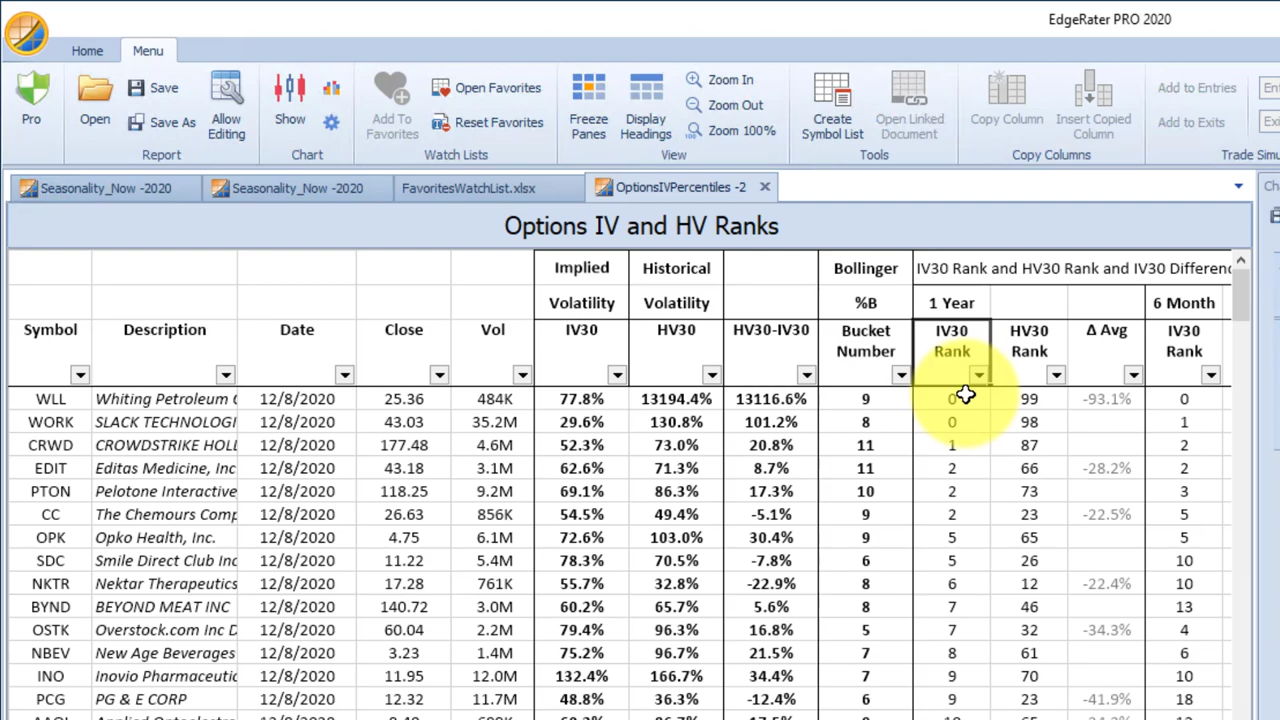 EdgeRater PRO 2020
Home Menu
Pro Open Save Save As Allow Editing Show Add To Favorites Open Favorites Reset Favorites Freeze Panes Display Headings Zoom In Zoom Out Zoom 100% Create Symbol List Open Linked Document Copy Column Insert Copied Column Add to Entries Add to Exits
Report Chart Watch Lists View Tools Copy Columns Trade
Seasonality_Now -2020 Seasonality_Now -2020 FavoritesWatchList.xlsx OptionsIVPercentiles -2
Options IV and HV Ranks
Implied Historical Bollinger IV30 Rank and HV30 Rank and IV30
Volatility Volatility %B 1 Year 6 Month
Symbol Description Date Close Vol IV30 HV30 HV30-IV30 Bucket Number IV30 Rank HV30 Rank Δ Avg IV30 Rank
WLL Whiting Petroleum 12/8/2020 25.36 484K 77.8% 13194.4% 13116.6% 9 0 99 -93.1% 0
WORK SLACK TECHNOLOGI 12/8/2020 43.03 35.2M 29.6% 130.8% 101.2% 8 0 98 1
CRWD CROWDSTRIKE HOLL 12/8/2020 177.48 4.6M 52.3% 73.0% 20.8% 11 1 87 2
EDIT Editas Medicine, Inc 12/8/2020 43.18 3.1M 62.6% 71.3% 8.7% 11 2 66 -28.2% 2
PTON Pelotone Interactive 12/8/2020 118.25 9.2M 69.1% 86.3% 17.3% 10 2 73 3
CC The Chemours Comp 12/8/2020 26.63 856K 54.5% 49.4% -5.1% 9 2 23 -22.5% 5
OPK Opko Health, Inc. 12/8/2020 4.75 6.1M 72.6% 103.0% 30.4% 9 5 65 5
SDC Smile Direct Club Inc 12/8/2020 11.22 5.4M 78.3% 70.5% -7.8% 6 5 26 10
NKTR Nektar Therapeutics 12/8/2020 17.28 761K 55.7% 32.8% -22.9% 8 6 12 -22.4% 10
BYND BEYOND MEAT INC 12/8/2020 140.72 3.0M 60.2% 65.7% 5.6% 8 7 46 13
OSTK Overstock.com Inc D 12/8/2020 60.04 2.2M 79.4% 96.3% 16.8% 5 7 32 -34.3% 4
NBEV New Age Beverages 12/8/2020 3.23 1.4M 75.2% 96.7% 21.5% 7 8 61 6
INO Inovio Pharmaceutic 12/8/2020 11.95 12.0M 132.4% 166.7% 34.4% 7 9 70 10
PCG PG & E CORP 12/8/2020 12.32 11.7M 48.8% 36.3% -12.4% 6 9 23 -41.9% 18